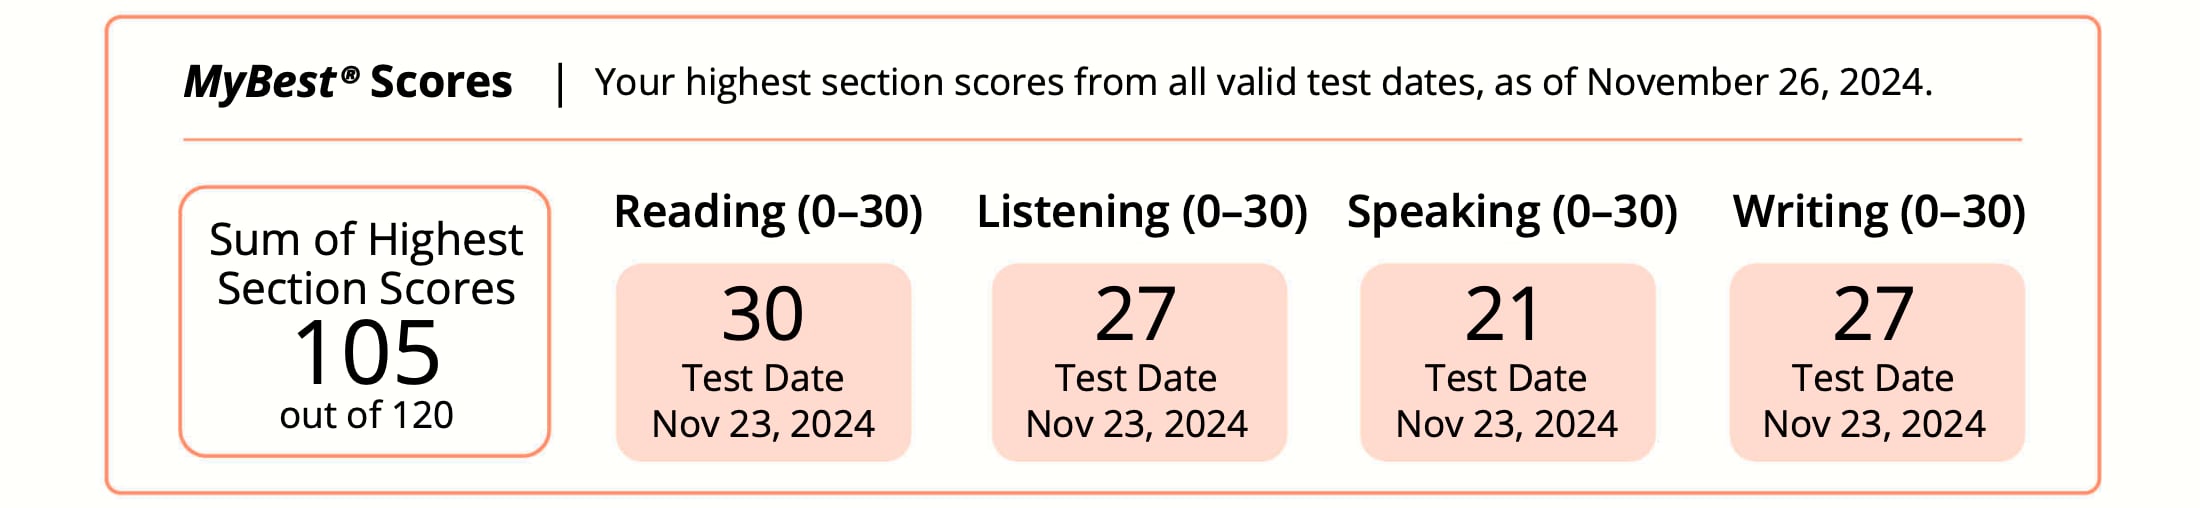 MyBest® Scores | Your highest section scores from all valid test dates, as of November 26, 2024.
Sum of Highest
Section Scores
105
out of 120
Reading (0–30)
30
Test Date
Nov 23, 2024
Listening (0–30)
27
Test Date
Nov 23, 2024
Speaking (0–30)
21
Test Date
Nov 23, 2024
Writing (0–30)
27
Test Date
Nov 23, 2024